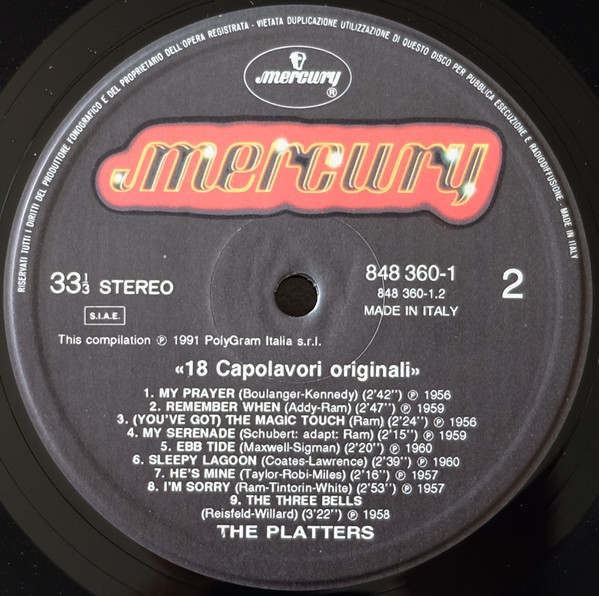 RISERVATI TUTTI I DIRITTI DEL PRODUTTORE FONOGRAFICO E DEL PROPRIETARIO DELL'OPERA REGISTRATA - VIETATA DUPLICAZIONE UTILIZZAZIONE DI QUESTO DISCO PER PUBBLICA ESECUZIONE E RADIODIFFUSIONE - MADE IN ITALY
mercury
®
mercury
33⅓ STEREO
848 360-1
2
S.I.A.E.
848 360-1.2
MADE IN ITALY
This compilation ℗ 1991 PolyGram Italia s.r.l.
«18 Capolavori originali»
1. MY PRAYER (Boulanger-Kennedy) (2'42'') ℗ 1956
2. REMEMBER WHEN (Addy-Ram) (2'47'') ℗ 1959
3. (YOU'VE GOT) THE MAGIC TOUCH (Ram) (2'24'') ℗ 1956
4. MY SERENADE (Schubert: adapt: Ram) (2'15'') ℗ 1959
5. EBB TIDE (Maxwell-Sigman) (2'20'') ℗ 1960
6. SLEEPY LAGOON (Coates-Lawrence) (2'39'') ℗ 1960
7. HE'S MINE (Taylor-Robi-Miles) (2'16'') ℗ 1957
8. I'M SORRY (Ram-Tintorin-White) (2'53'') ℗ 1957
9. THE THREE BELLS
(Reisfeld-Willard) (3'22'') ℗ 1958
THE PLATTERS